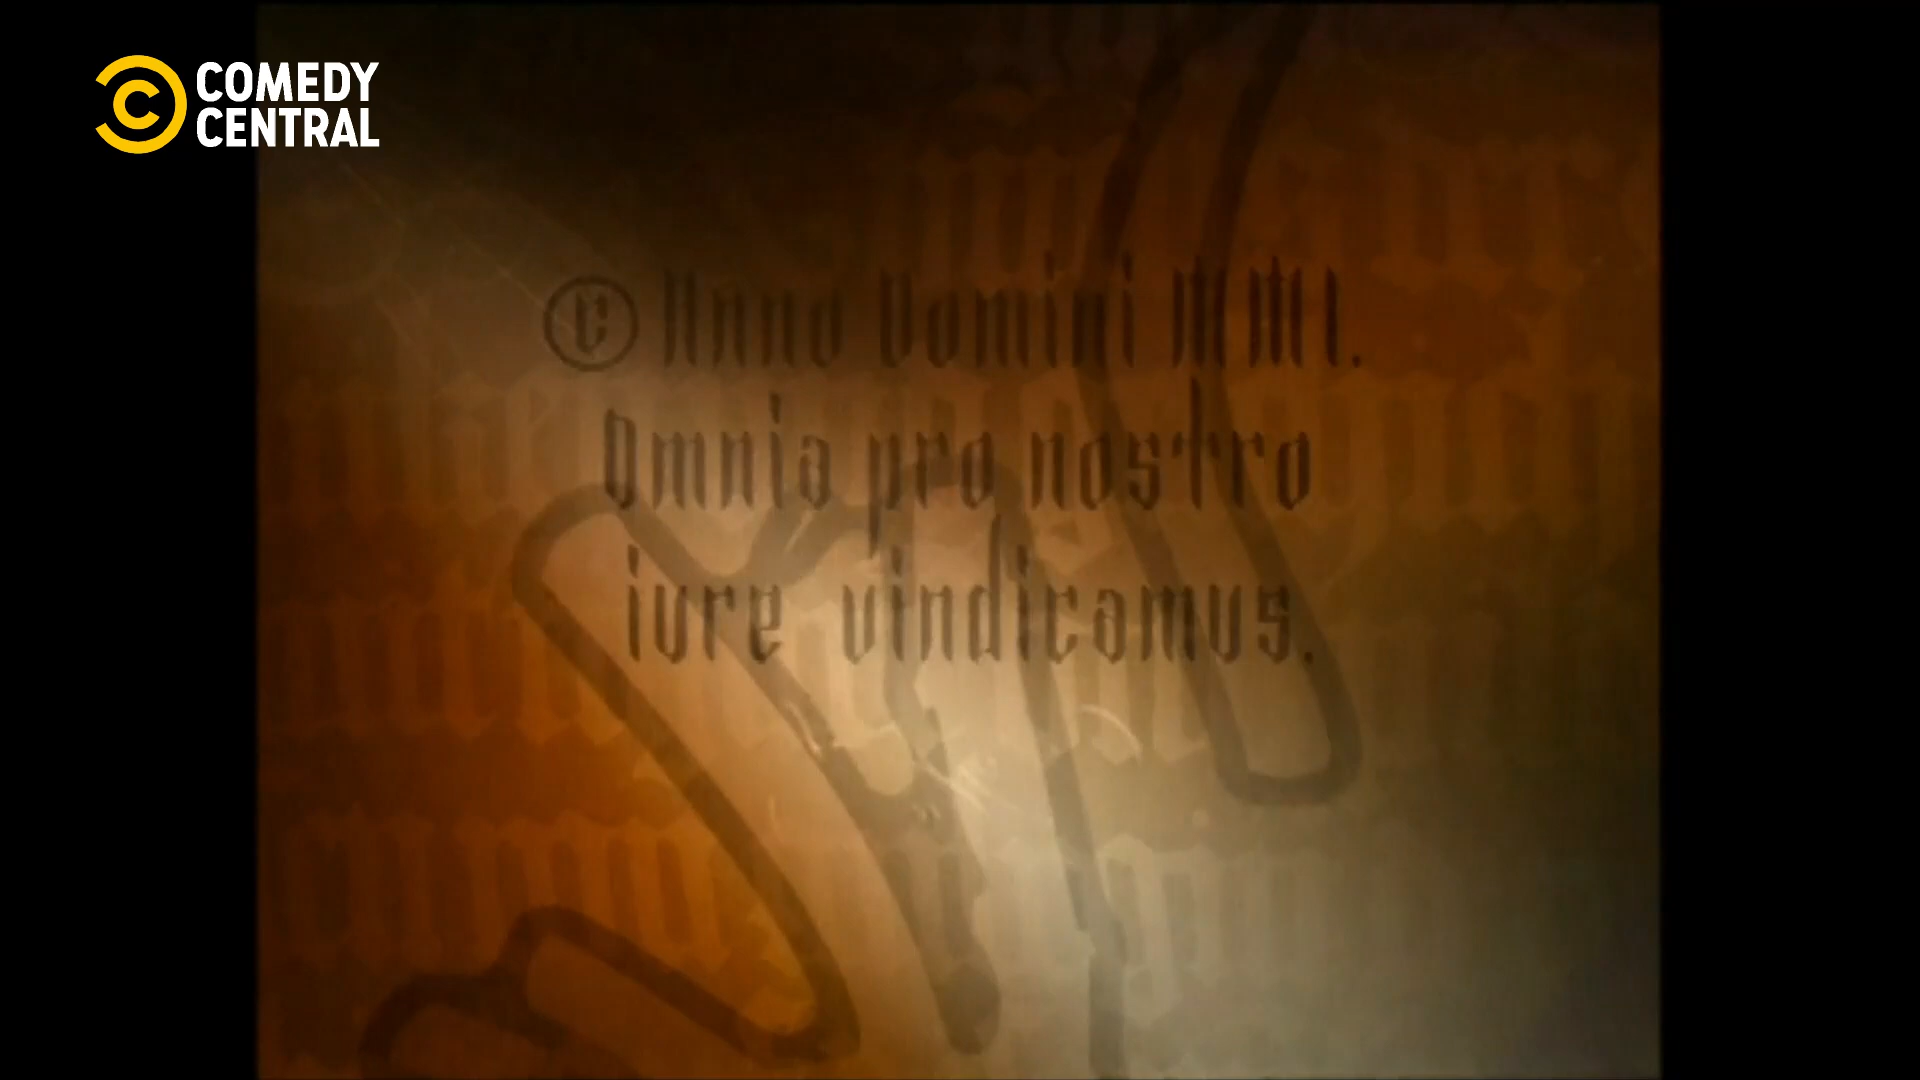 COMEDY
CENTRAL
© Anno Domini MMI.
Omnia pro nostro
iure vindicamus.